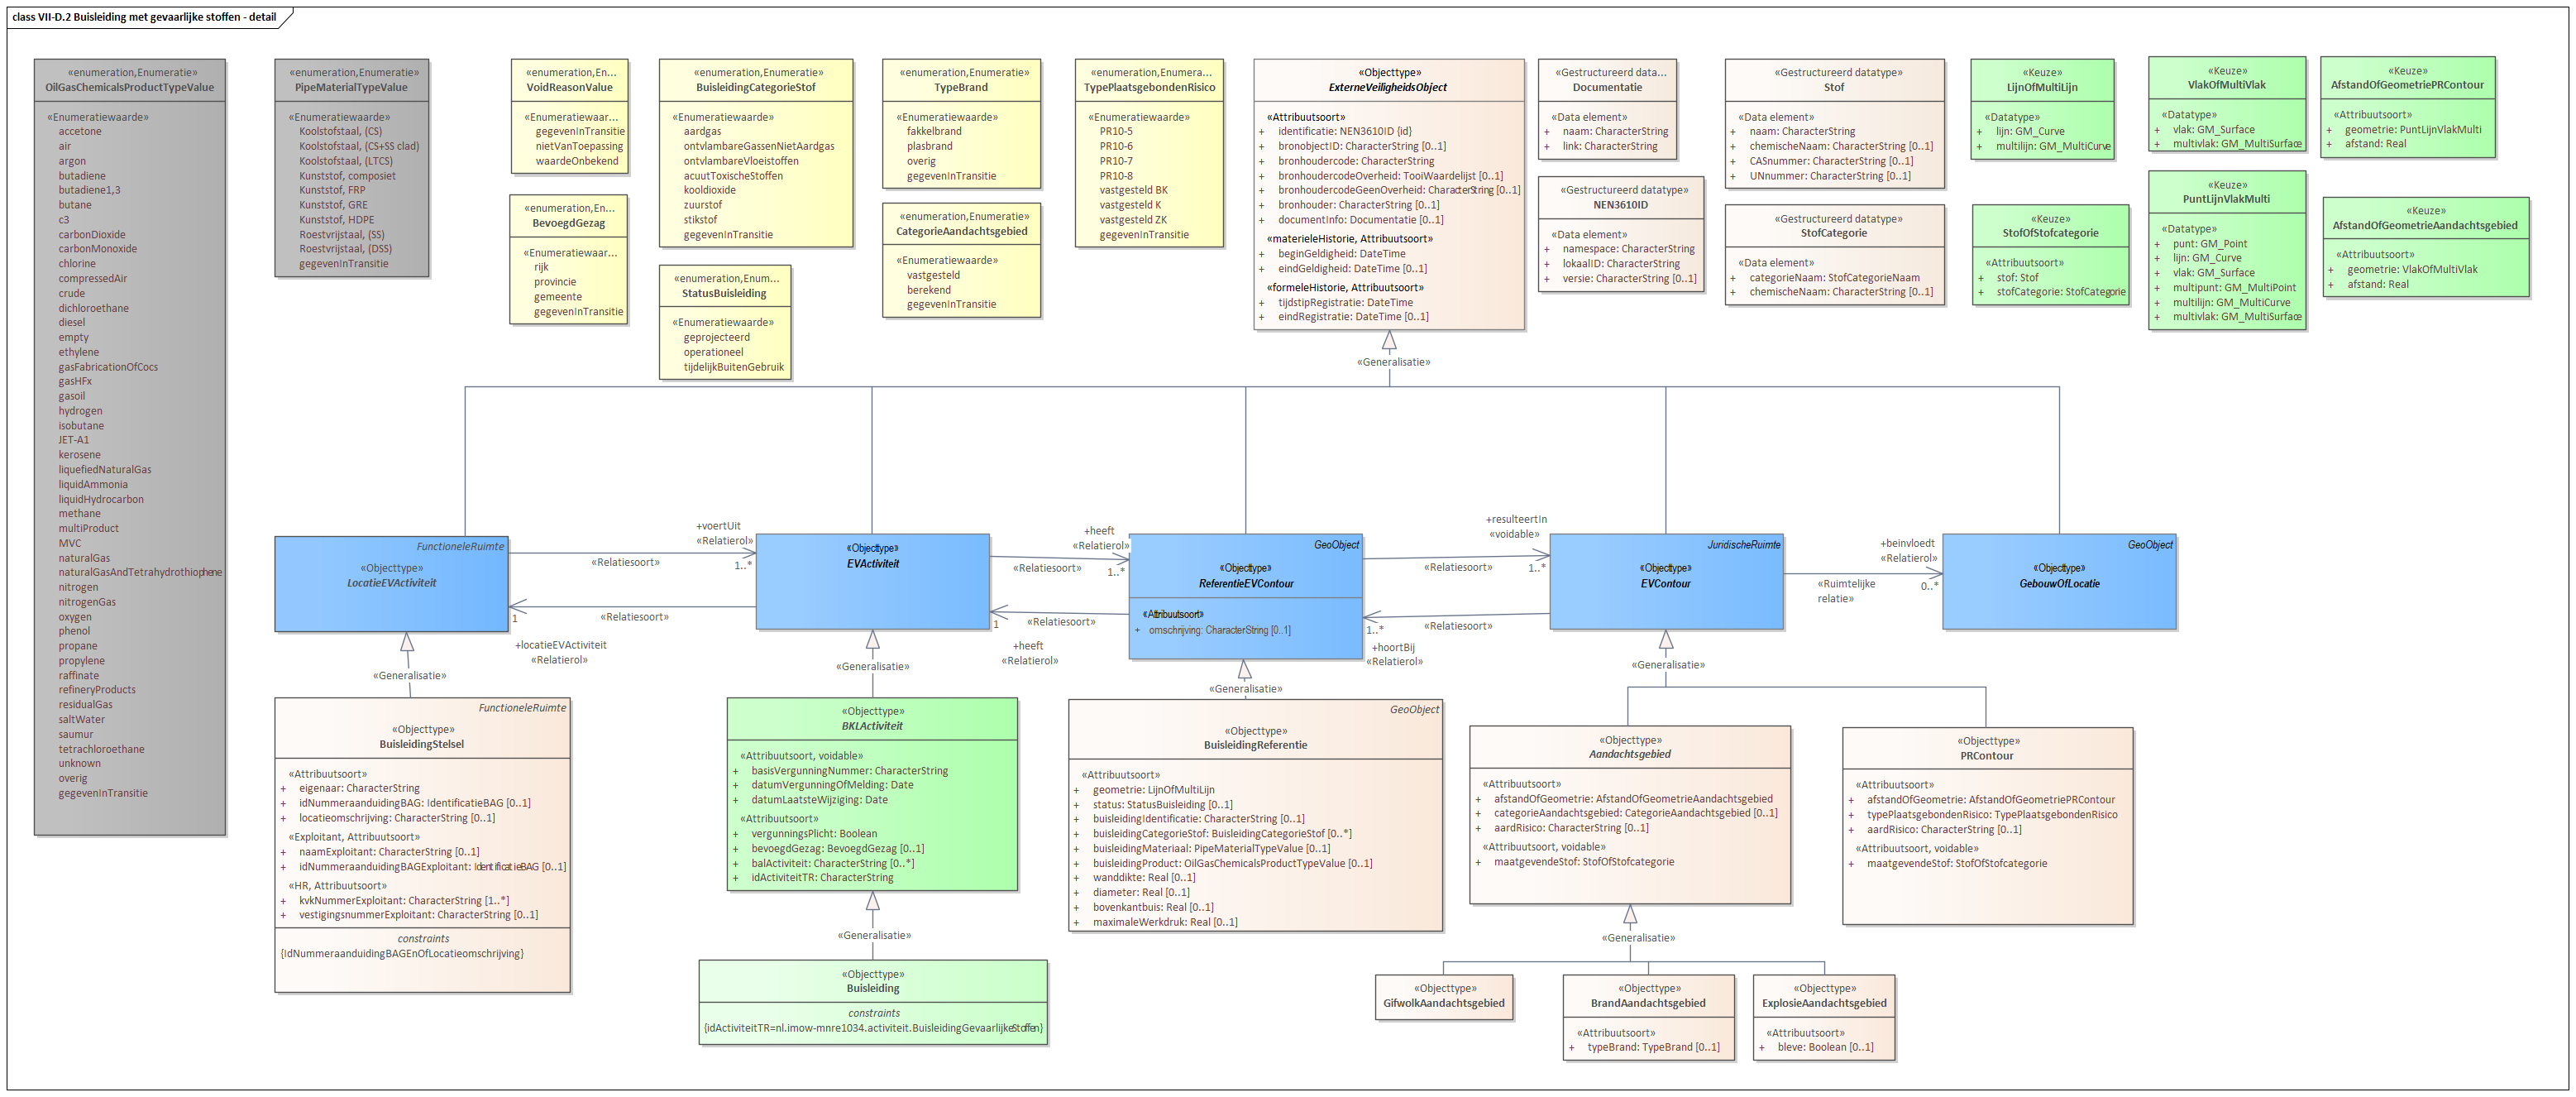 class VII-D.2 Buisleiding met gevaarlijke stoffen - detail
«enumeration,Enumeratie»
OilGasChemicalsProductTypeValue
«Enumeratiewaarde»
accetone
air
argon
butadiene
butadiene1,3
butane
c3
carbonDioxide
carbonMonoxide
chlorine
compressedAir
crude
dichloroethane
diesel
empty
ethylene
gasFabricationOfCocs
gasHFx
gasoil
hydrogen
isobutane
JET-A1
kerosene
liquefiedNaturalGas
liquidAmmonia
liquidHydrocarbon
methane
multiProduct
MVC
naturalGas
naturalGasAndTetrahydrothiophene
nitrogen
nitrogenGas
oxygen
phenol
propane
propylene
raffinate
refineryProducts
residualGas
saltWater
saumur
tetrachloroethane
unknown
overig
gegevenInTransitie
«enumeration,Enumeratie»
PipeMaterialTypeValue
«Enumeratiewaarde»
Koolstofstaal, (CS)
Koolstofstaal, (CS+SS clad)
Koolstofstaal, (LTCS)
Kunststof, composiet
Kunststof, FRP
Kunststof, GRE
Kunststof, HDPE
Roestvrijstaal, (SS)
Roestvrijstaal, (DSS)
gegevenInTransitie
«enumeration,En...
VoidReasonValue
«Enumeratiewaar...
gegevenInTransitie
nietVanToepassing
waardeOnbekend
«enumeration,En...
BevoegdGezag
«Enumeratiewaar...
rijk
provincie
gemeente
gegevenInTransitie
«enumeration,Enumeratie»
BuisleidingCategorieStof
«Enumeratiewaarde»
aardgas
ontvlambareGassenNietAardgas
ontvlambareVloeistoffen
acuutToxischeStoffen
kooldioxide
zuurstof
stikstof
gegevenInTransitie
«enumeration,Enum...
StatusBuisleiding
«Enumeratiewaarde»
geprojecteerd
operationeel
tijdelijkBuitenGebruik
«enumeration,Enumeratie»
TypeBrand
«Enumeratiewaarde»
fakkelbrand
plasbrand
overig
gegevenInTransitie
«enumeration,Enumeratie»
CategorieAandachtsgebied
«Enumeratiewaarde»
vastgesteld
berekend
gegevenInTransitie
«enumeration,Enumera...
TypePlaatsgebondenRisico
«Enumeratiewaarde»
PR10-5
PR10-6
PR10-7
PR10-8
vastgesteld BK
vastgesteld K
vastgesteld ZK
gegevenInTransitie
«Objecttype»
ExterneVeiligheidsObject
«Attribuutsoort»
+ identificatie: NEN3610ID {id}
+ bronobjectID: CharacterString [0..1]
+ bronhoudercode: CharacterString
+ bronhoudercodeOverheid: TooiWaardelijst [0..1]
+ bronhoudercodeGeenOverheid: CharacterString [0..1]
+ bronhouder: CharacterString [0..1]
+ documentInfo: Documentatie [0..1]
«materieleHistorie, Attribuutsoort»
+ beginGeldigheid: DateTime
+ eindGeldigheid: DateTime [0..1]
«formeleHistorie, Attribuutsoort»
+ tijdstipRegistratie: DateTime
+ eindRegistratie: DateTime [0..1]
«Gestructureerd data...
Documentatie
«Data element»
+ naam: CharacterString
+ link: CharacterString
«Gestructureerd datatype»
NEN3610ID
«Data element»
+ namespace: CharacterString
+ lokaalID: CharacterString
+ versie: CharacterString [0..1]
«Gestructureerd datatype»
Stof
«Data element»
+ naam: CharacterString
+ chemischeNaam: CharacterString [0..1]
+ CASnummer: CharacterString [0..1]
+ UNnummer: CharacterString [0..1]
«Gestructureerd datatype»
StofCategorie
«Data element»
+ categorieNaam: StofCategorieNaam
+ chemischeNaam: CharacterString [0..1]
«Keuze»
LijnOfMultiLijn
«Datatype»
+ lijn: GM_Curve
+ multilijn: GM_MultiCurve
«Keuze»
StofOfStofcategorie
«Attribuutsoort»
+ stof: Stof
+ stofCategorie: StofCategorie
«Keuze»
VlakOfMultiVlak
«Datatype»
+ vlak: GM_Surface
+ multivlak: GM_MultiSurface
«Keuze»
PuntLijnVlakMulti
«Datatype»
+ punt: GM_Point
+ lijn: GM_Curve
+ vlak: GM_Surface
+ multipunt: GM_MultiPoint
+ multilijn: GM_MultiCurve
+ multivlak: GM_MultiSurface
«Keuze»
AfstandOfGeometriePRContour
«Attribuutsoort»
+ geometrie: PuntLijnVlakMulti
+ afstand: Real
«Keuze»
AfstandOfGeometrieAandachtsgebied
«Attribuutsoort»
+ geometrie: VlakOfMultiVlak
+ afstand: Real
«Generalisatie»
FunctioneleRuimte
«Objecttype»
LocatieEVActiviteit
+voertUit
«Relatierol»
«Relatiesoort»
1..*
«Relatiesoort»
1
+locatieEVActiviteit
«Relatierol»
«Objecttype»
EVActiviteit
+heeft
«Relatierol»
«Relatiesoort»
1..*
«Relatiesoort»
1
+heeft
«Relatierol»
GeoObject
«Objecttype»
ReferentieEVContour
«Attribuutsoort»
+ omschrijving: CharacterString [0..1]
+resulteertIn
«voidable»
«Relatiesoort»
1..*
«Relatiesoort»
1..*
+hoortBij
«Relatierol»
JuridischeRuimte
«Objecttype»
EVContour
+beinvloedt
«Relatierol»
«Ruimtelijke
relatie»
0..*
GeoObject
«Objecttype»
GebouwOfLocatie
«Generalisatie»
«Generalisatie»
«Generalisatie»
«Generalisatie»
FunctioneleRuimte
«Objecttype»
BuisleidingStelsel
«Attribuutsoort»
+ eigenaar: CharacterString
+ idNummeraanduidingBAG: IdentificatieBAG [0..1]
+ locatieomschrijving: CharacterString [0..1]
«Exploitant, Attribuutsoort»
+ naamExploitant: CharacterString [0..1]
+ idNummeraanduidingBAGExploitant: IdentificatieBAG [0..1]
«HR, Attribuutsoort»
+ kvkNummerExploitant: CharacterString [1..*]
+ vestigingsnummerExploitant: CharacterString [0..1]
constraints
{IdNummeraanduidingBAGEnOfLocatieomschrijving}
«Objecttype»
BKLActiviteit
«Attribuutsoort, voidable»
+ basisVergunningNummer: CharacterString
+ datumVergunningOfMelding: Date
+ datumLaatsteWijziging: Date
«Attribuutsoort»
+ vergunningsPlicht: Boolean
+ bevoegdGezag: BevoegdGezag [0..1]
+ balActiviteit: CharacterString [0..*]
+ idActiviteitTR: CharacterString
«Generalisatie»
«Objecttype»
Buisleiding
constraints
{idActiviteitTR=nl.imow-mnre1034.activiteit.BuisleidingGevaarlijkeStoffen}
GeoObject
«Objecttype»
BuisleidingReferentie
«Attribuutsoort»
+ geometrie: LijnOfMultiLijn
+ status: StatusBuisleiding [0..1]
+ buisleidingIdentificatie: CharacterString [0..1]
+ buisleidingCategorieStof: BuisleidingCategorieStof [0..*]
+ buisleidingMateriaal: PipeMaterialTypeValue [0..1]
+ buisleidingProduct: OilGasChemicalsProductTypeValue [0..1]
+ wanddikte: Real [0..1]
+ diameter: Real [0..1]
+ bovenkantbuis: Real [0..1]
+ maximaleWerkdruk: Real [0..1]
«Objecttype»
Aandachtsgebied
«Attribuutsoort»
+ afstandOfGeometrie: AfstandOfGeometrieAandachtsgebied
+ categorieAandachtsgebied: CategorieAandachtsgebied [0..1]
+ aardRisico: CharacterString [0..1]
«Attribuutsoort, voidable»
+ maatgevendeStof: StofOfStofcategorie
«Objecttype»
PRContour
«Attribuutsoort»
+ afstandOfGeometrie: AfstandOfGeometriePRContour
+ typePlaatsgebondenRisico: TypePlaatsgebondenRisico
+ aardRisico: CharacterString [0..1]
«Attribuutsoort, voidable»
+ maatgevendeStof: StofOfStofcategorie
«Generalisatie»
«Objecttype»
GifwolkAandachtsgebied
«Objecttype»
BrandAandachtsgebied
«Attribuutsoort»
+ typeBrand: TypeBrand [0..1]
«Objecttype»
ExplosieAandachtsgebied
«Attribuutsoort»
+ bleve: Boolean [0..1]